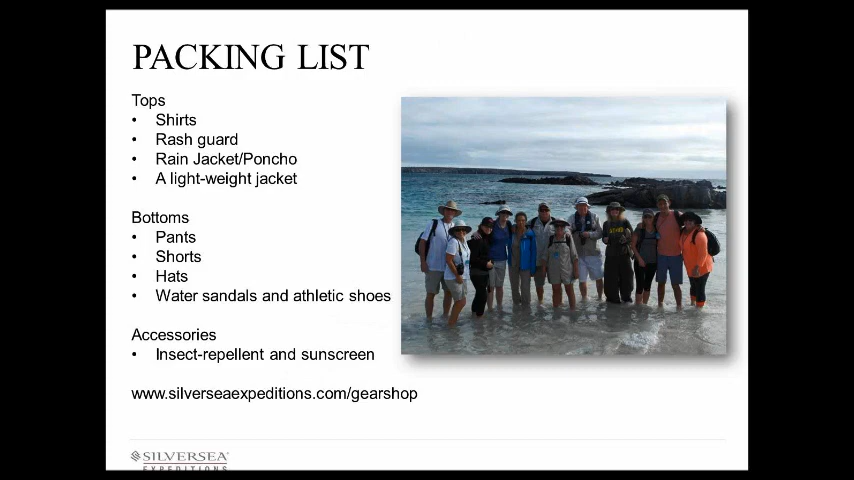 PACKING LIST
Tops
• Shirts
• Rash guard
• Rain Jacket/Poncho
• A light-weight jacket
Bottoms
• Pants
• Shorts
• Hats
• Water sandals and athletic shoes
Accessories
• Insect-repellent and sunscreen
www.silverseaexpeditions.com/gearshop
SILVERSEA
EXPEDITIONS